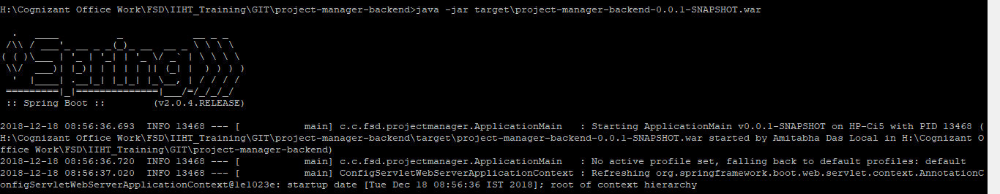 H:\Cognizant Office Work\FSD\IIHT_Training\GIT\project-manager-backend>java -jar target\project-manager-backend-0.0.1-SNAPSHOT.war
  .   ____          _            __ _ _
 /\\ / ___'_ __ _ _(_)_ __  __ _ \ \ \ \
( ( )\___ | '_ | '_| | '_ \/ _` | \ \ \ \
 \\/  ___)| |_)| | | | | || (_| |  ) ) ) )
  '  |____| .__|_| |_|_| |_\__, | / / / /
 =========|_|==============|___/=/_/_/_/
 :: Spring Boot ::        (v2.0.4.RELEASE)
2018-12-18 08:56:36.693  INFO 13468 --- [           main] c.c.fsd.projectmanager.ApplicationMain   : Starting ApplicationMain v0.0.1-SNAPSHOT on HP-Ci5 with PID 13468 (
H:\Cognizant Office Work\FSD\IIHT_Training\GIT\project-manager-backend\target\project-manager-backend-0.0.1-SNAPSHOT.war started by Amitabha Das Local in H:\Cognizant O
ffice Work\FSD\IIHT_Training\GIT\project-manager-backend)
2018-12-18 08:56:36.720  INFO 13468 --- [           main] c.c.fsd.projectmanager.ApplicationMain   : No active profile set, falling back to default profiles: default
2018-12-18 08:56:37.020  INFO 13468 --- [           main] ConfigServletWebServerApplicationContext : Refreshing org.springframework.boot.web.servlet.context.AnnotationC
onfigServletWebServerApplicationContext@1e1023e: startup date [Tue Dec 18 08:56:36 IST 2018]; root of context hierarchy